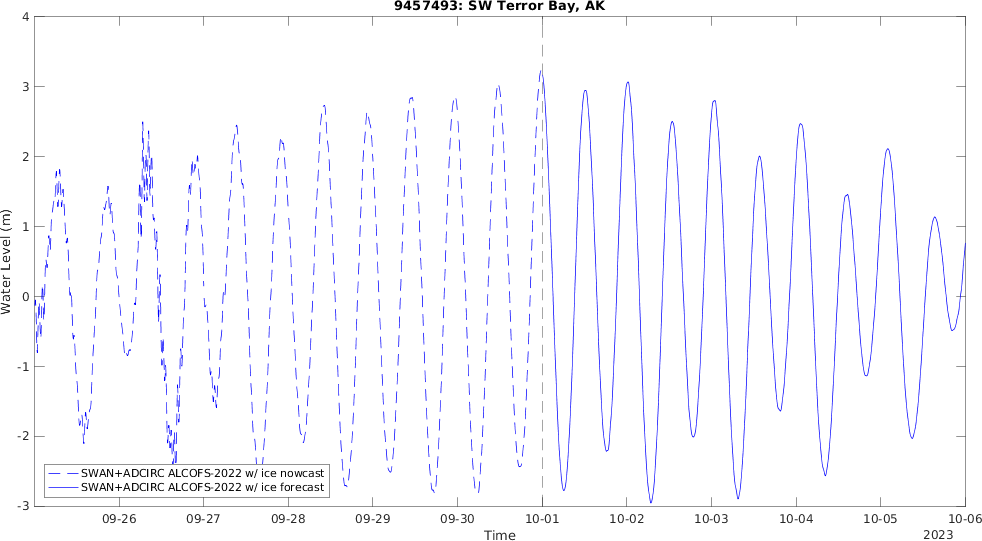 9457493: SW Terror Bay, AK
4
3
2
1
0
-1
-2
-3
Water Level (m)
SWAN+ADCIRC ALCOFS-2022 w/ ice nowcast
SWAN+ADCIRC ALCOFS-2022 w/ ice forecast
09-26 09-27 09-28 09-29 09-30 10-01 10-02 10-03 10-04 10-05 10-06
Time
2023